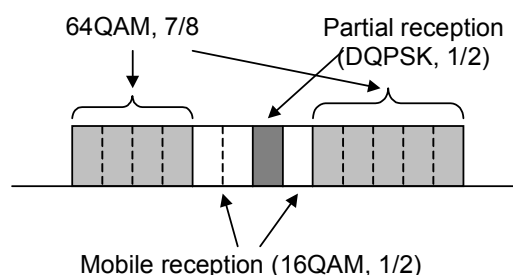 64QAM, 7/8
Partial reception
(DQPSK, 1/2)
Mobile reception (16QAM, 1/2)